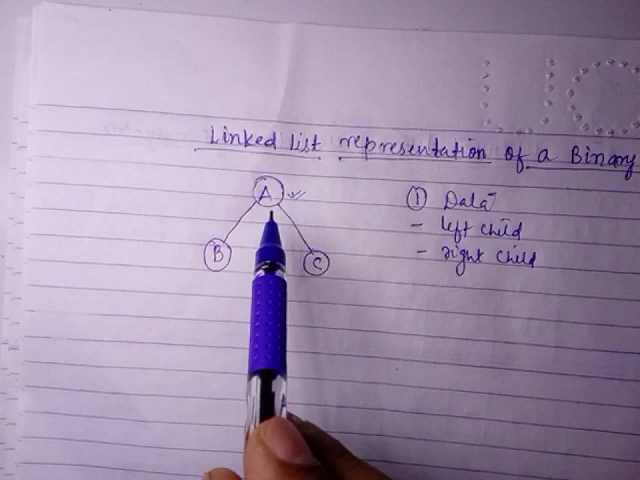 Linked list representation of a Binary
A
B
C
① Data
- left child
- right child